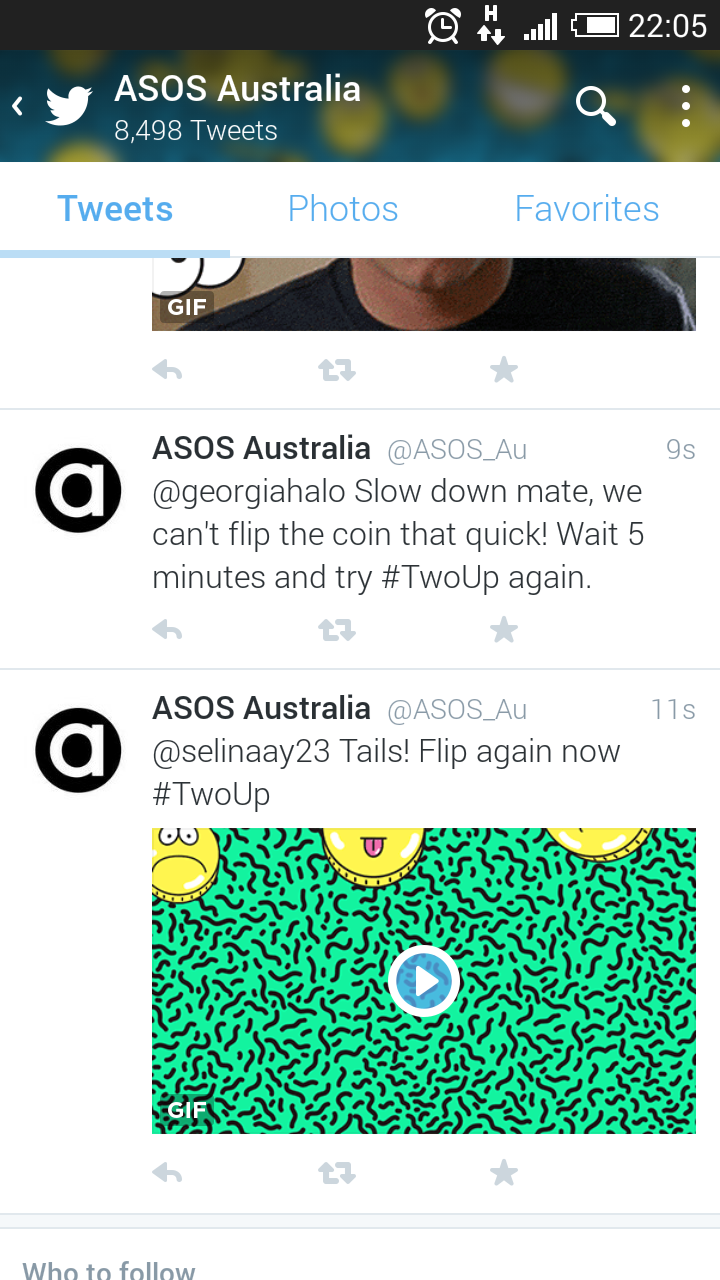 H
22:05
ASOS Australia
8,498 Tweets
Tweets Photos Favorites
GIF
ASOS Australia @ASOS_Au 9s
@georgiahalo Slow down mate, we
can't flip the coin that quick! Wait 5
minutes and try #TwoUp again.
a
ASOS Australia @ASOS_Au 11s
@selinaay23 Tails! Flip again now
#TwoUp
a
GIF
Who to follow